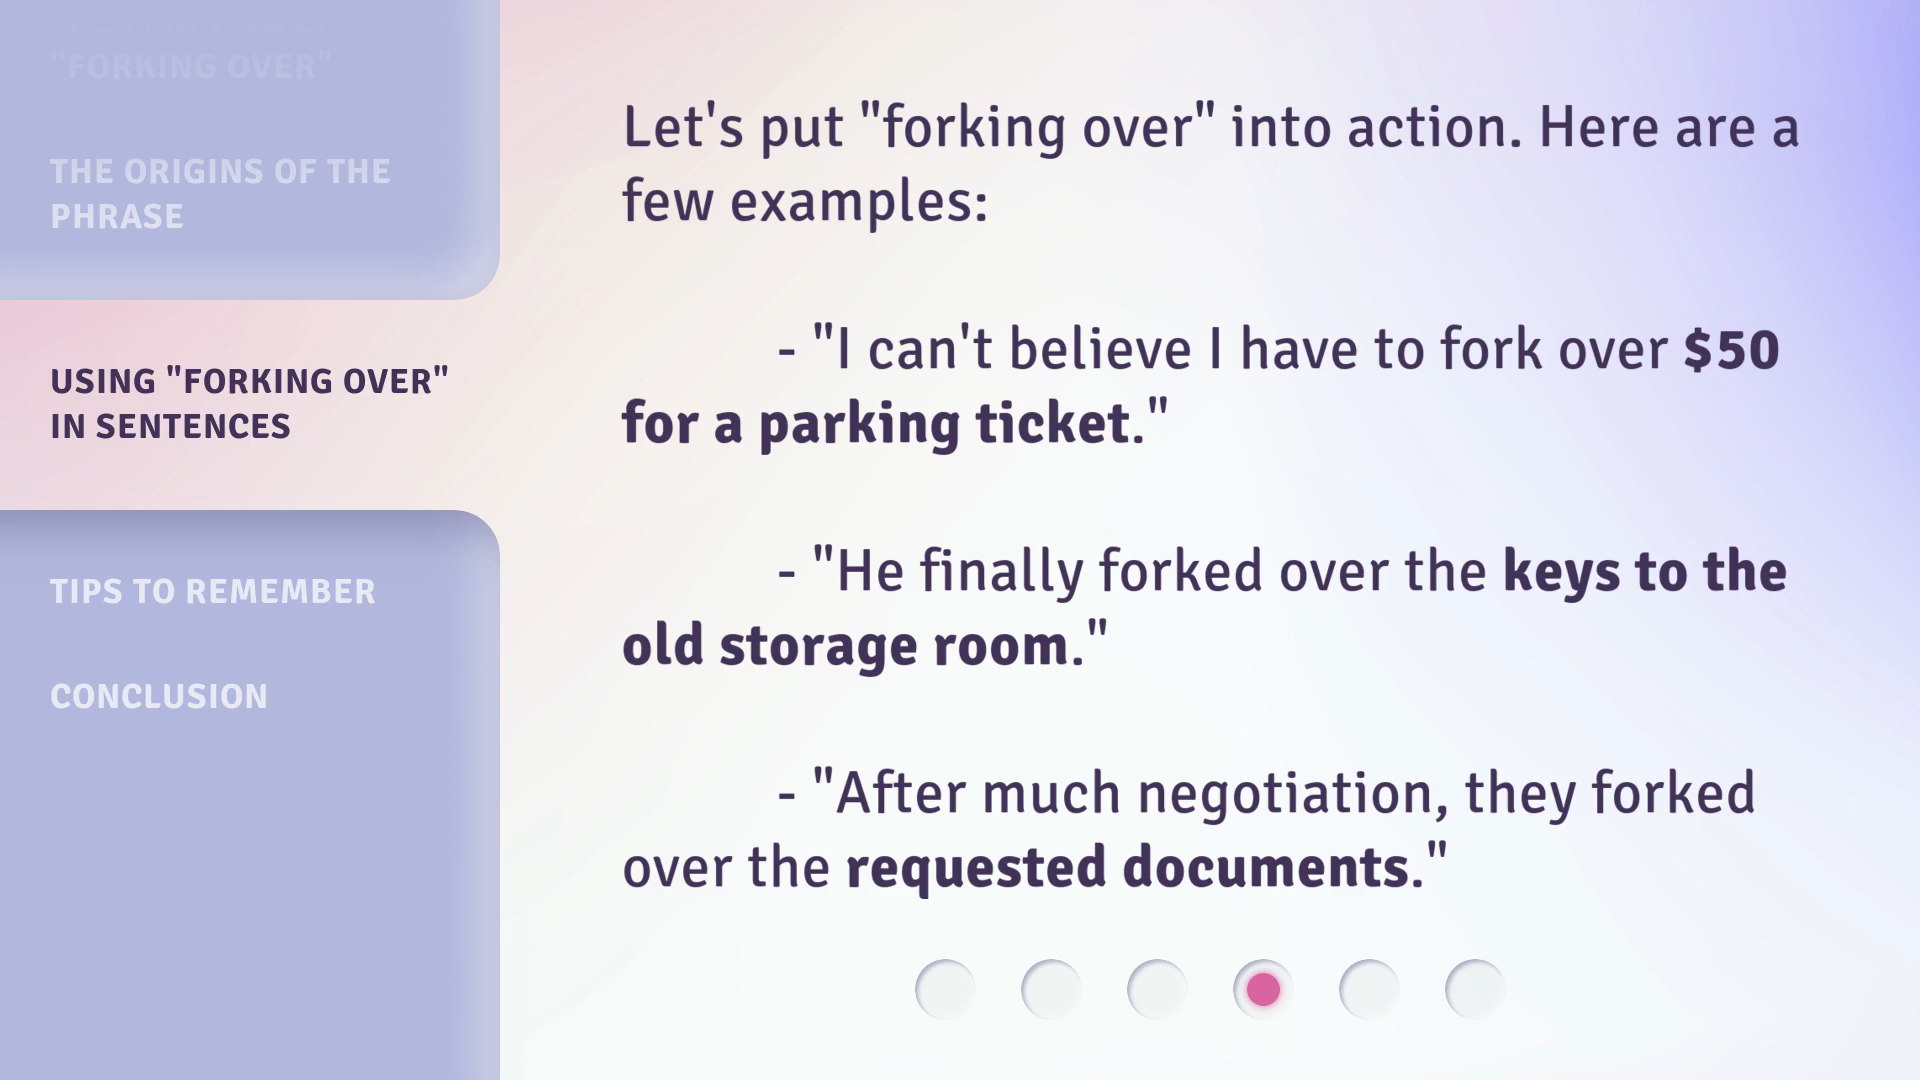 "FORKING OVER"
THE ORIGINS OF THE
PHRASE
USING "FORKING OVER"
IN SENTENCES
TIPS TO REMEMBER
CONCLUSION
Let's put "forking over" into action. Here are a
few examples:
- "I can't believe I have to fork over $50
for a parking ticket."
- "He finally forked over the keys to the
old storage room."
- "After much negotiation, they forked
over the requested documents."